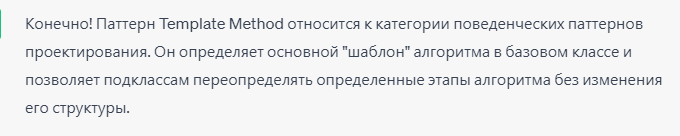 Конечно! Паттерн Template Method относится к категории поведенческих паттернов
проектирования. Он определяет основной "шаблон" алгоритма в базовом классе и
позволяет подклассам переопределять определенные этапы алгоритма без изменения
его структуры.